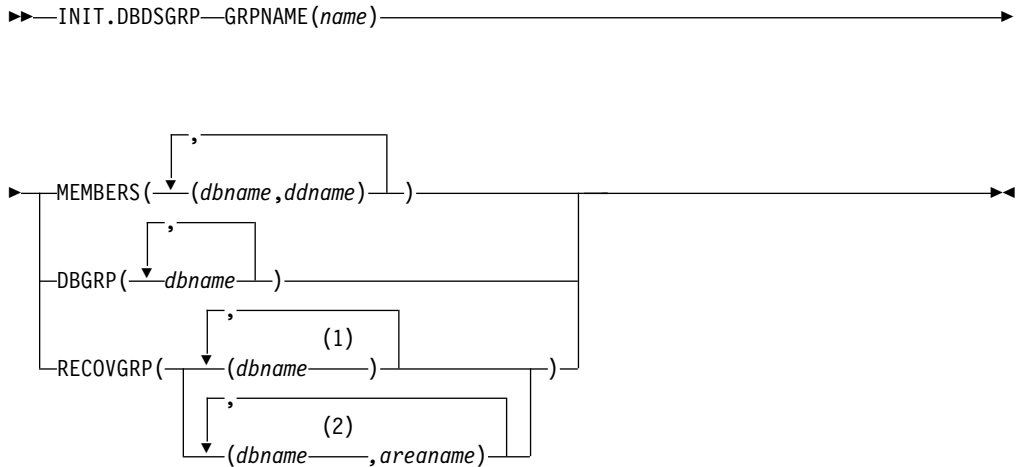 INIT.DBDSGRP GRPNAME(name)
,
MEMBERS( (dbname,ddname) )
,
DBGRP( dbname )
,
(1)
RECOVGRP( (dbname ) )
,
(2)
(dbname ,areaname)